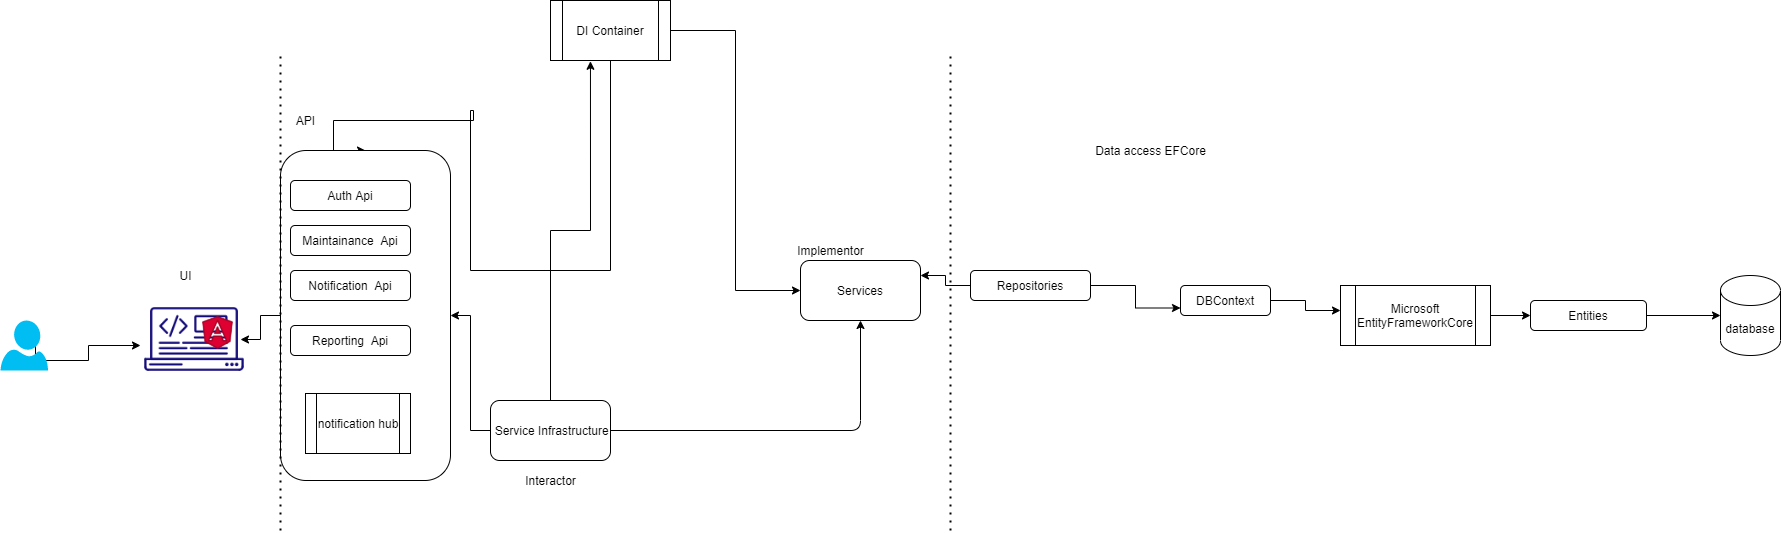 DI Container
API
Data access EFCore
Auth Api
Maintainance  Api
Implementor
UI
Notification  Api
Services
Repositories
DBContext
Microsoft
EntityFrameworkCore
Entities
database
Reporting  Api
notification hub
Service Infrastructure
Interactor